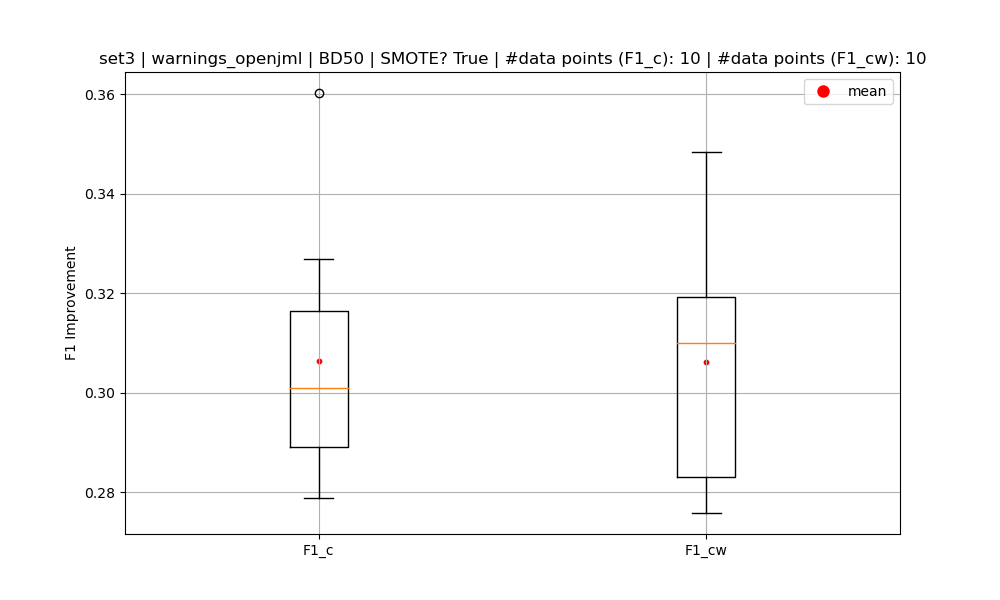 set3 | warnings_openjml | BD50 | SMOTE? True | #data points (F1_c): 10 | #data points (F1_cw): 10
mean
0.36
0.34
0.32
0.30
0.28
F1 Improvement
F1_c
F1_cw